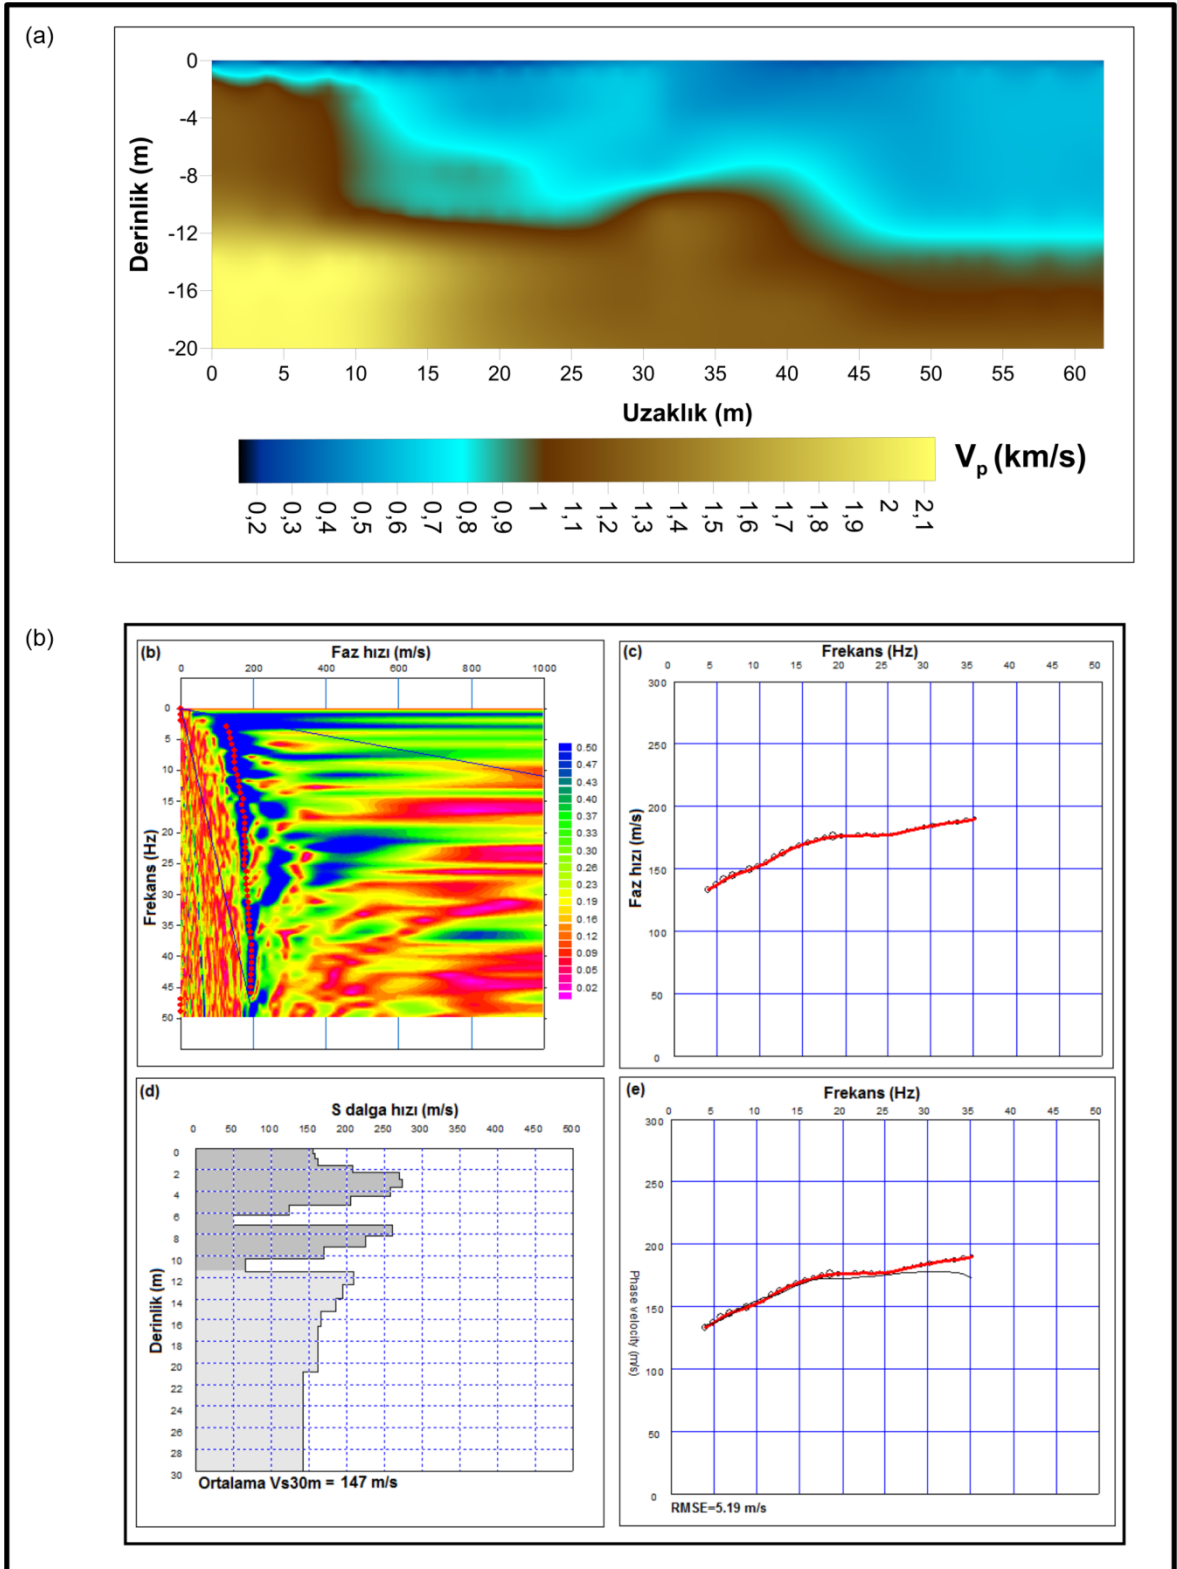 (a)
0
-4
-8
-12
-16
-20
Derinlik (m)
0 5 10 15 20 25 30 35 40 45 50 55 60
Uzaklık (m)
0,2 0,3 0,4 0,5 0,6 0,7 0,8 0,9 1 1,1 1,2 1,3 1,4 1,5 1,6 1,7 1,8 1,9 2 2,1
Vp (km/s)
(b)
(b)
Faz hızı (m/s)
0 200 400 600 800 1000
0
5
10
15
20
25
30
35
40
45
50
Frekans (Hz)
0.50
0.47
0.43
0.40
0.37
0.33
0.30
0.26
0.23
0.19
0.16
0.12
0.09
0.05
0.02
(c)
Frekans (Hz)
0 5 10 15 20 25 30 35 40 45 50
300
250
200
150
100
50
0
Faz hızı (m/s)
(d)
S dalga hızı (m/s)
0 50 100 150 200 250 300 350 400 450 500
0
2
4
6
8
10
12
14
16
18
20
22
24
26
28
30
Derinlik (m)
Ortalama Vs30m = 147 m/s
(e)
Frekans (Hz)
0 5 10 15 20 25 30 35 40 45 50
300
250
200
150
100
50
0
Phase velocity (m/s)
RMSE=5.19 m/s